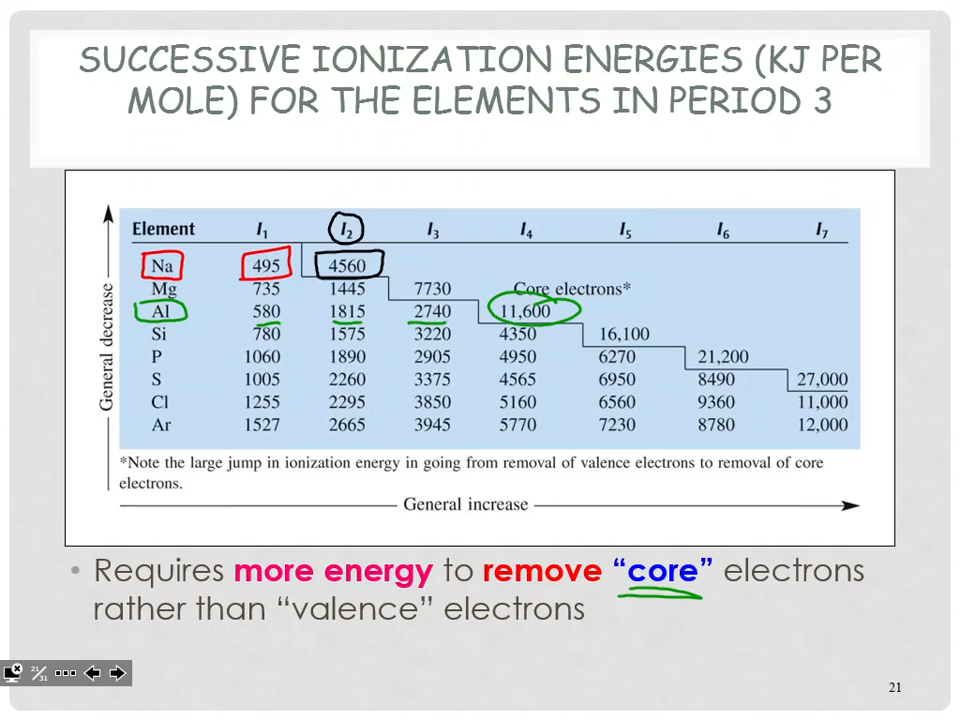 SUCCESSIVE IONIZATION ENERGIES (KJ PER
MOLE) FOR THE ELEMENTS IN PERIOD 3
General decrease
Element I1 I2 I3 I4 I5 I6 I7
Na 495 4560
Mg 735 1445 7730 Core electrons*
Al 580 1815 2740 11,600
Si 780 1575 3220 4350 16,100
P 1060 1890 2905 4950 6270 21,200
S 1005 2260 3375 4565 6950 8490 27,000
Cl 1255 2295 3850 5160 6560 9360 11,000
Ar 1527 2665 3945 5770 7230 8780 12,000
*Note the large jump in ionization energy in going from removal of valence electrons to removal of core
electrons.
General increase
• Requires more energy to remove “core” electrons
rather than “valence” electrons
21/31
21